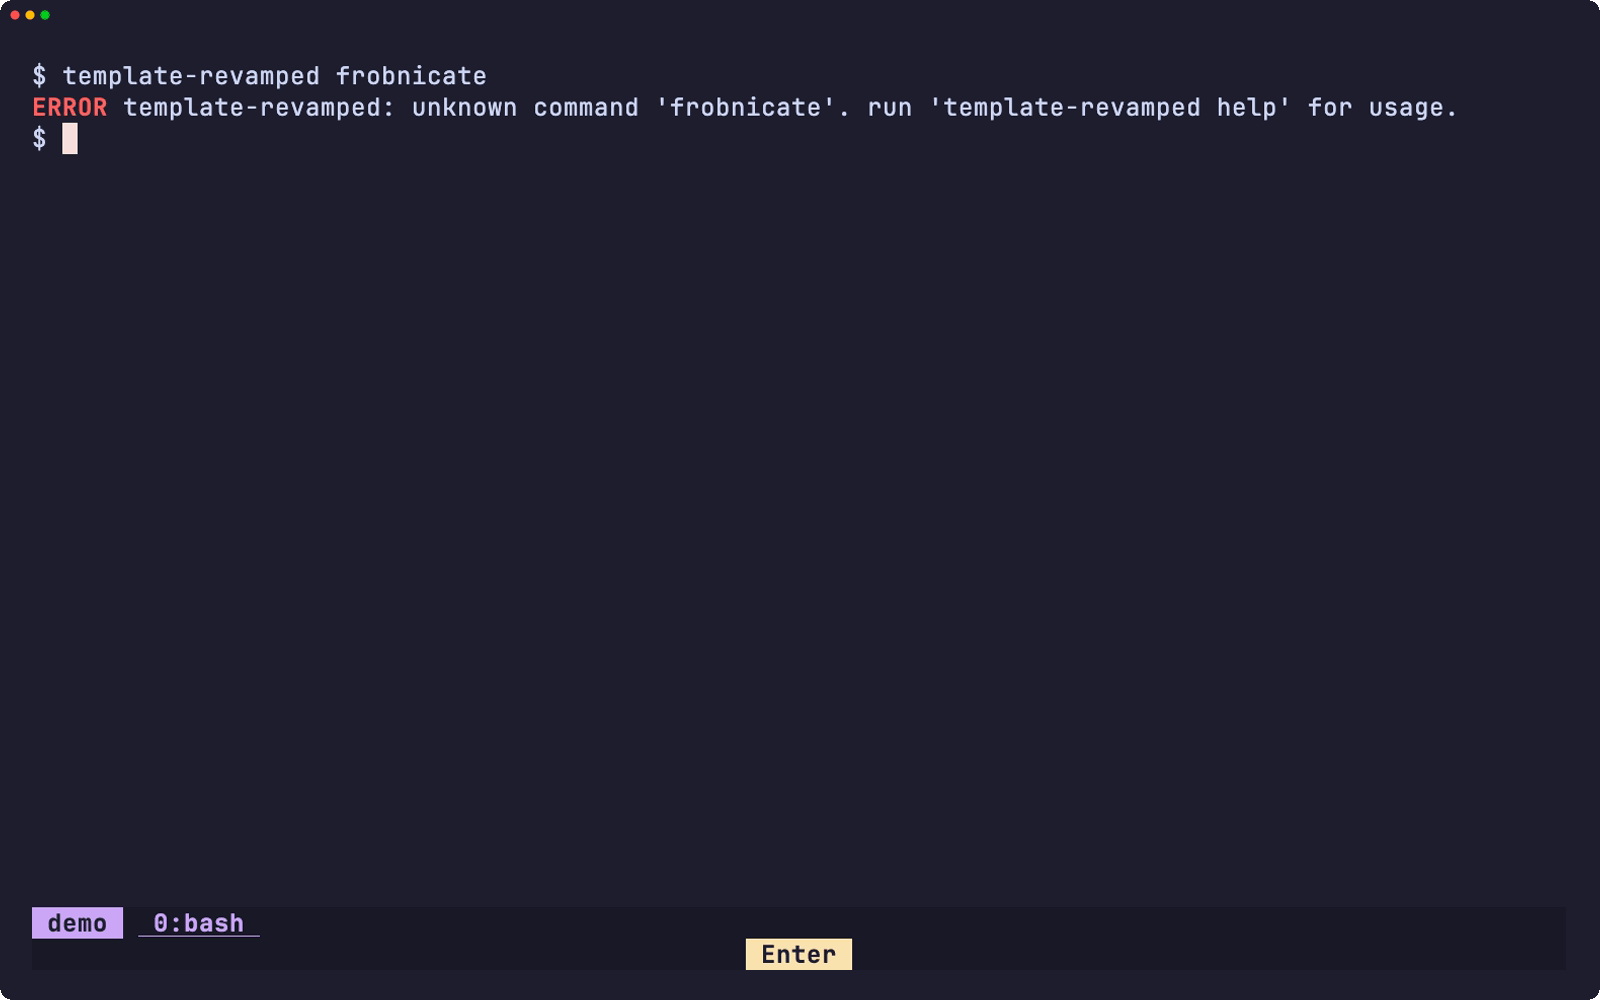 $ template-revamped frobnicate
ERROR template-revamped: unknown command 'frobnicate'. run 'template-revamped help' for usage.
$
demo 0:bash
Enter